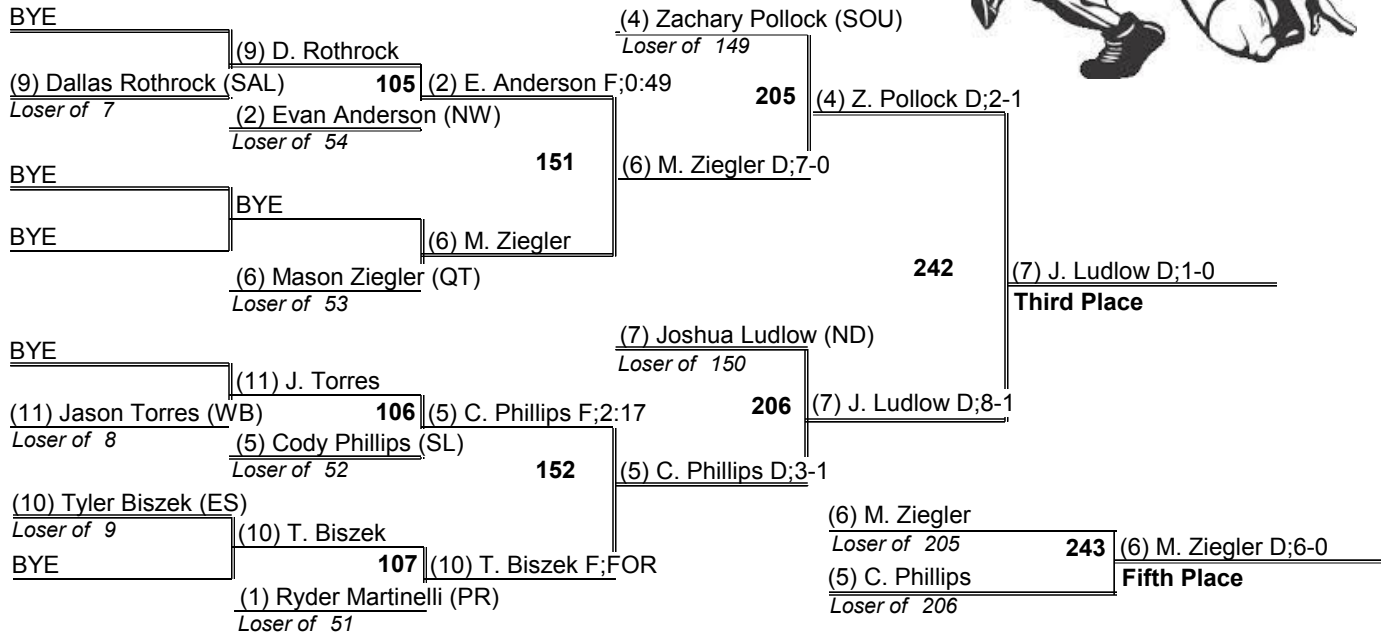 BYE
(4) Zachary Pollock (SOU)
Loser of 149
(9) D. Rothrock
(9) Dallas Rothrock (SAL)
Loser of 7
105
(2) E. Anderson F;0:49
205
(4) Z. Pollock D;2-1
(2) Evan Anderson (NW)
Loser of 54
151
(6) M. Ziegler D;7-0
BYE
BYE
BYE
(6) M. Ziegler
(6) Mason Ziegler (QT)
Loser of 53
242
(7) J. Ludlow D;1-0
Third Place
BYE
(7) Joshua Ludlow (ND)
Loser of 150
(11) J. Torres
(11) Jason Torres (WB)
Loser of 8
106
(5) C. Phillips F;2:17
206
(7) J. Ludlow D;8-1
(5) Cody Phillips (SL)
Loser of 52
152
(5) C. Phillips D;3-1
(10) Tyler Biszek (ES)
Loser of 9
(10) T. Biszek
BYE
107
(10) T. Biszek F;FOR
(1) Ryder Martinelli (PR)
Loser of 51
(6) M. Ziegler
Loser of 205
243
(6) M. Ziegler D;6-0
Fifth Place
(5) C. Phillips
Loser of 206